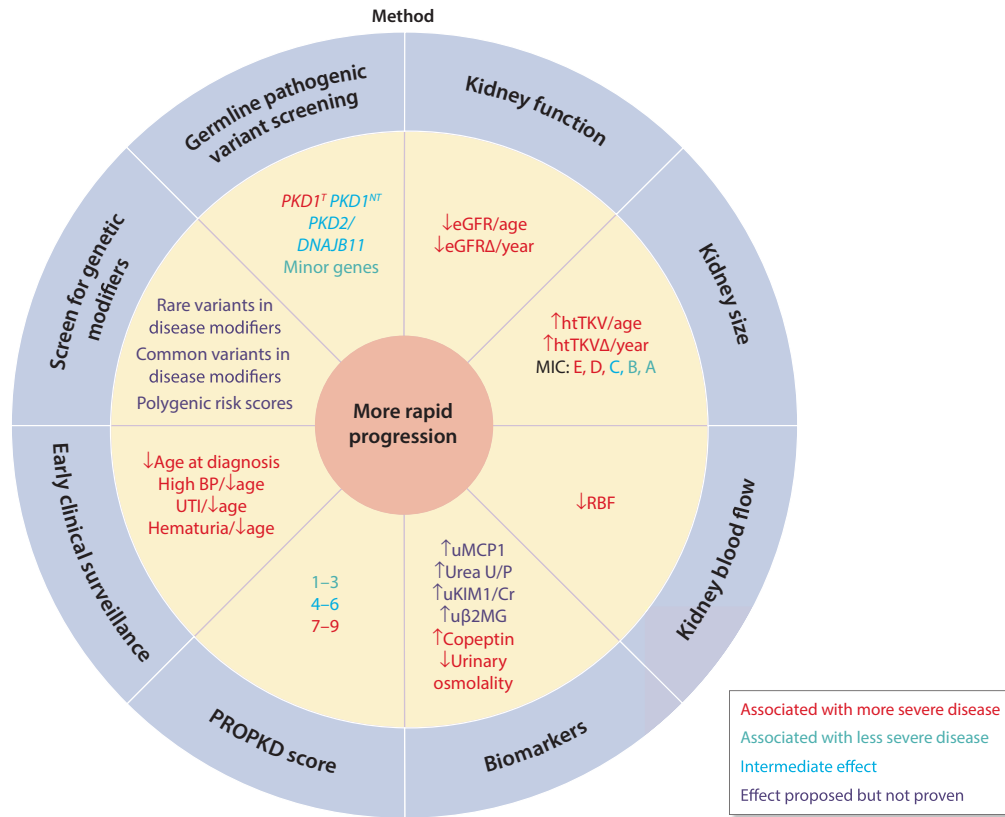 Method
Germline pathogenic
variant screening
Kidney function
Kidney size
Kidney blood flow
Biomarkers
PROPKD score
Early clinical surveillance
Screen for genetic
modifiers
PKD1ᵀ PKD1ᴺᵀ
PKD2/
DNAJB11
Minor genes
↓eGFR/age
↓eGFRΔ/year
↑htTKV/age
↑htTKVΔ/year
MIC: E, D, C, B, A
↓RBF
↑uMCP1
↑Urea U/P
↑uKIM1/Cr
↑uβ2MG
↑Copeptin
↓Urinary
osmolality
1–3
4–6
7–9
↓Age at diagnosis
High BP/↓age
UTI/↓age
Hematuria/↓age
Rare variants in
disease modifiers
Common variants in
disease modifiers
Polygenic risk scores
More rapid
progression
Associated with more severe disease
Associated with less severe disease
Intermediate effect
Effect proposed but not proven